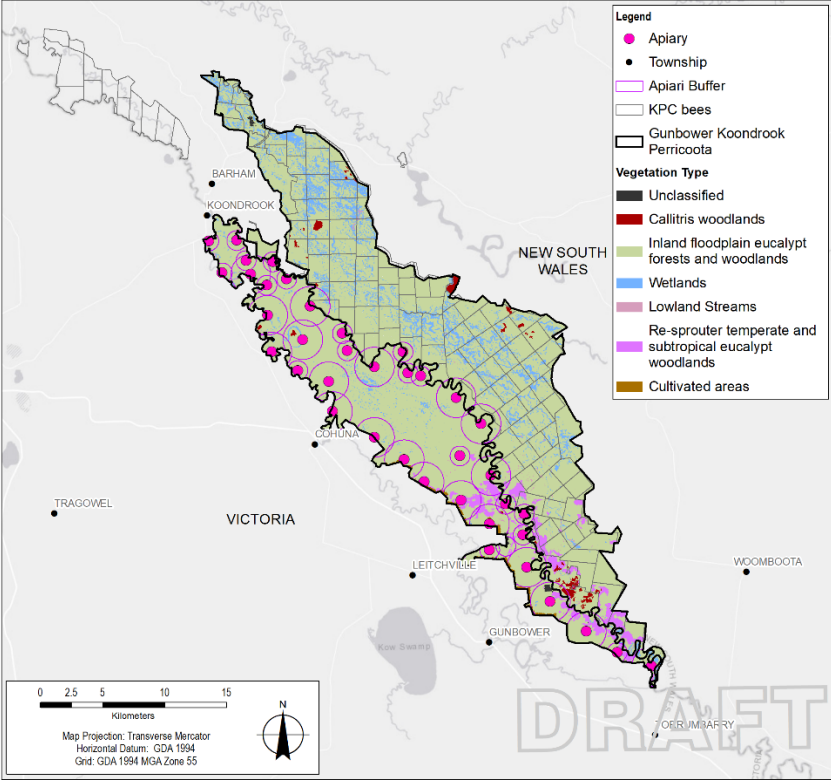 Legend
Apiary
Township
Apiari Buffer
KPC bees
Gunbower Koondrook
Perricoota
Vegetation Type
Unclassified
Callitris woodlands
Inland floodplain eucalypt
forests and woodlands
Wetlands
Lowland Streams
Re-sprouter temperate and
subtropical eucalypt
woodlands
Cultivated areas
BARHAM
KOONDROOK
NEW SOUTH
WALES
COHUNA
TRAGOWEL
VICTORIA
LEITCHVILLE
WOOMBOOTA
GUNBOWER
Kow Swamp
DRAFT
0 2.5 5 10 15
Kilometers
Map Projection: Transverse Mercator
Horizontal Datum: GDA 1994
Grid: GDA 1994 MGA Zone 55
N